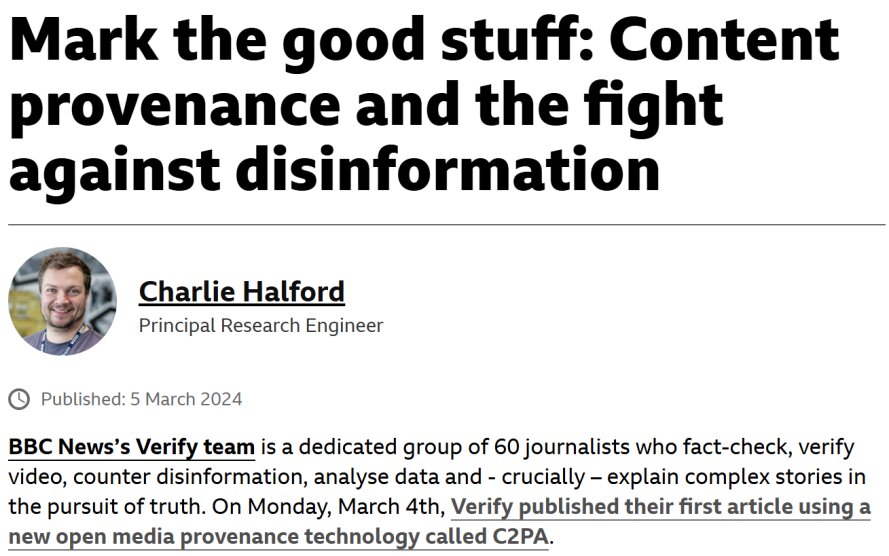 Mark the good stuff: Content
provenance and the fight
against disinformation
Charlie Halford
Principal Research Engineer
Published: 5 March 2024
BBC News’s Verify team is a dedicated group of 60 journalists who fact-check, verify
video, counter disinformation, analyse data and - crucially – explain complex stories in
the pursuit of truth. On Monday, March 4th, Verify published their first article using a
new open media provenance technology called C2PA.